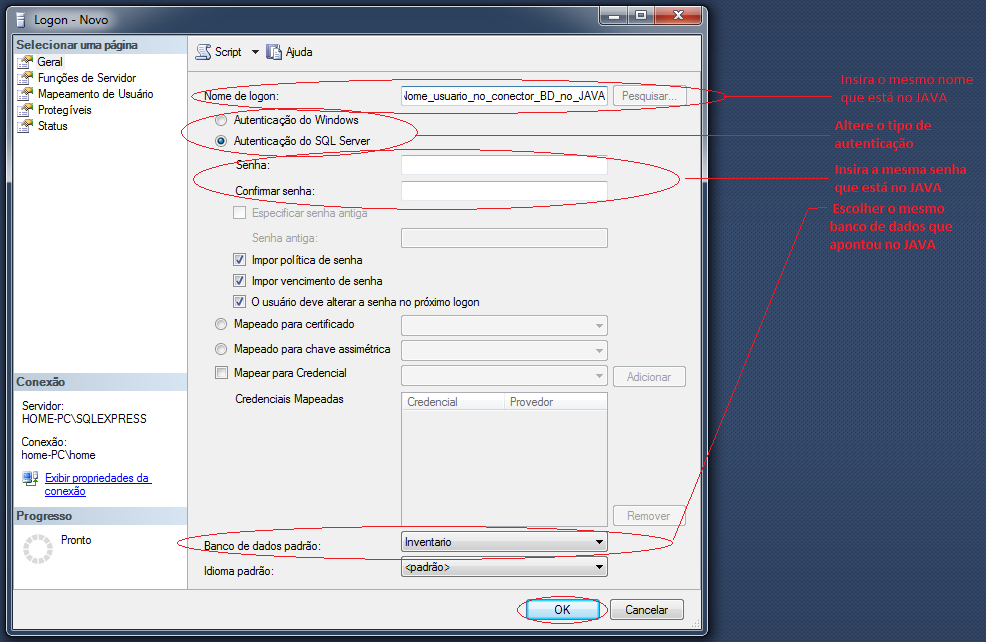 Logon - Novo
Selecionar uma página
Geral
Funções de Servidor
Mapeamento de Usuário
Protegíveis
Status
Script
Ajuda
Nome de logon:
Nome_usuario_no_conector_BD_no_JAVA
Pesquisar...
Autenticação do Windows
Autenticação do SQL Server
Senha:
Confirmar senha:
Especificar senha antiga
Senha antiga:
Impor política de senha
Impor vencimento de senha
O usuário deve alterar a senha no próximo logon
Mapeado para certificado
Mapeado para chave assimétrica
Mapear para Credencial
Adicionar
Credenciais Mapeadas
Credencial
Provedor
Remover
Banco de dados padrão:
Inventario
Idioma padrão:
<padrão>
OK
Cancelar
Conexão
Servidor:
HOME-PC\SQLEXPRESS
Conexão:
home-PC\home
Exibir propriedades da
conexão
Progresso
Pronto
Insira o mesmo nome
que está no JAVA
Altere o tipo de
autenticação
Insira a mesma senha
que está no JAVA
Escolher o mesmo
banco de dados que
apontou no JAVA